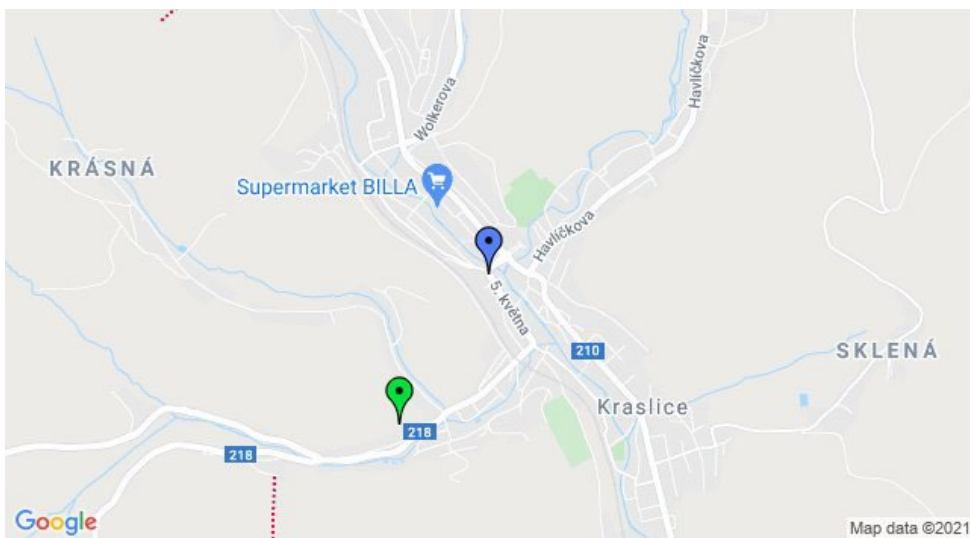 Havlíčkova
Wolkerova
KRÁSNÁ
Supermarket BILLA
Havlíčkova
5. května
210
SKLENÁ
Kraslice
218
218
Google
Map data ©2021